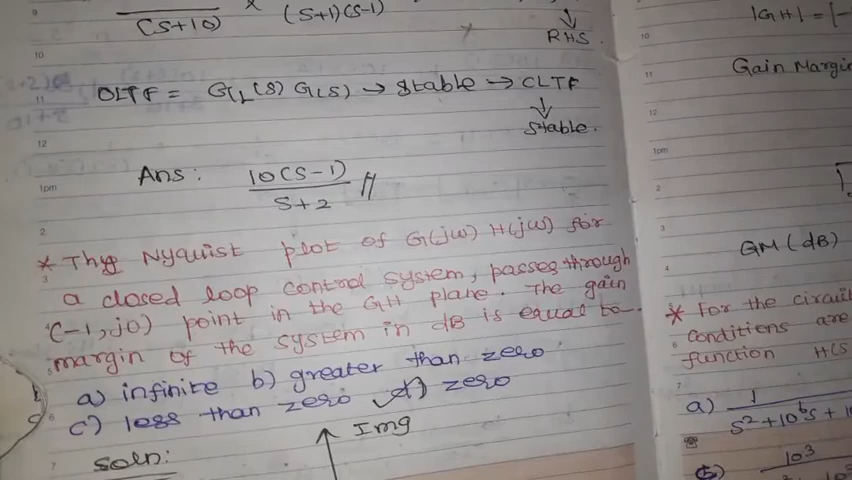 (S+10) × (S+1)(S-1)
RHS
OLTF = G(S) G(S) → stable → CLTF
↓
Stable.
Ans: 10(S-1)
S+2 //
* The Nyquist plot of G(jω) H(jω) for
a closed loop control system, passes through
(-1, j0) point in the GH plane. The gain
margin of the system in dB is equal to
a) infinite b) greater than zero
c) less than zero d) zero
Soln:
Img
|GH| = [-
Gain Margin
GM (dB)
* For the circuit
conditiens are
function H(S
a) 1
S² + 10⁶S + 10
b) 10³